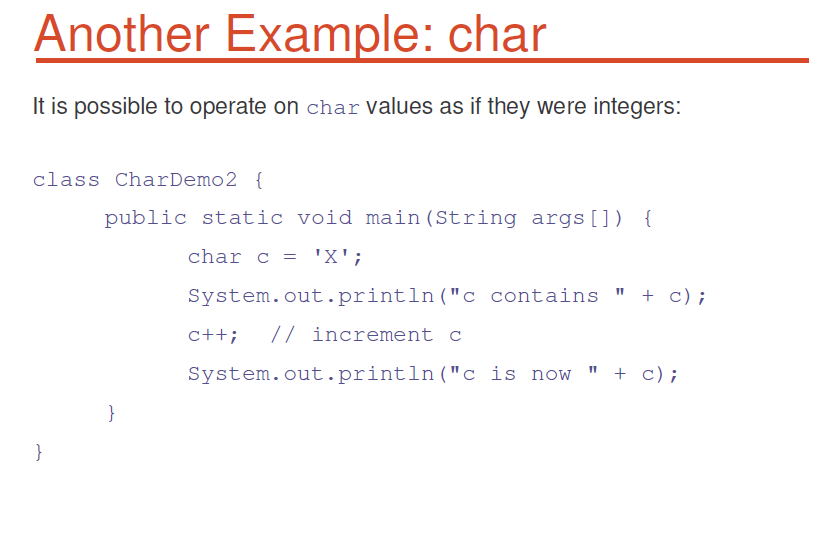 Another Example: char
It is possible to operate on char values as if they were integers:
class CharDemo2 {
public static void main(String args[]) {
char c = 'X';
System.out.println("c contains " + c);
c++;  // increment c
System.out.println("c is now " + c);
}
}